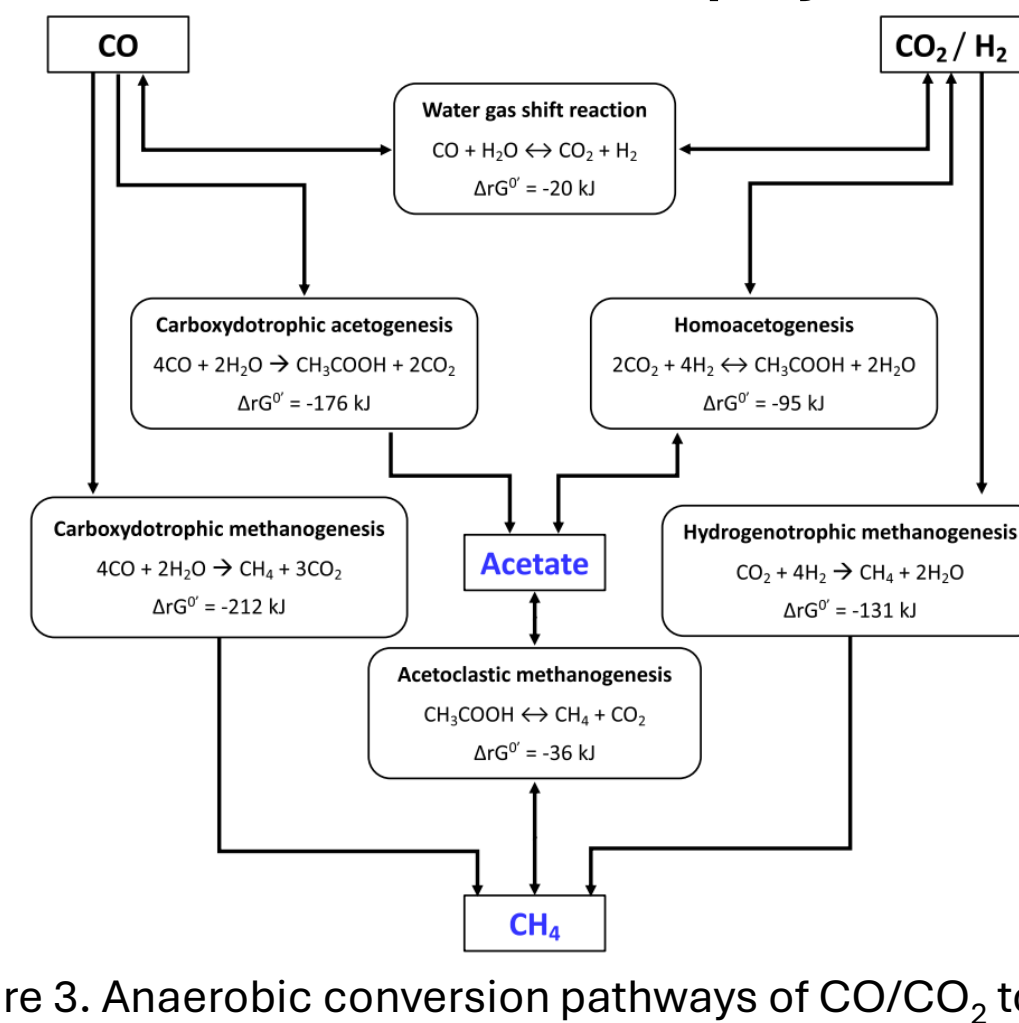 CO
CO₂ / H₂
Water gas shift reaction
CO + H₂O ↔ CO₂ + H₂
ΔrG⁰' = -20 kJ
Carboxydotrophic acetogenesis
4CO + 2H₂O → CH₃COOH + 2CO₂
ΔrG⁰' = -176 kJ
Homoacetogenesis
2CO₂ + 4H₂ ↔ CH₃COOH + 2H₂O
ΔrG⁰' = -95 kJ
Carboxydotrophic methanogenesis
4CO + 2H₂O → CH₄ + 3CO₂
ΔrG⁰' = -212 kJ
Acetate
Hydrogenotrophic methanogenesis
CO₂ + 4H₂ → CH₄ + 2H₂O
ΔrG⁰' = -131 kJ
Acetoclastic methanogenesis
CH₃COOH ↔ CH₄ + CO₂
ΔrG⁰' = -36 kJ
CH₄
re 3. Anaerobic conversion pathways of CO/CO₂ to